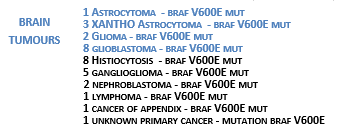 BRAIN
TUMOURS
1 ASTROCYTOMA - BRAF V600E MUT
3 XANTHO ASTROCYTOMA - BRAF V600E MUT
2 GLIOMA - BRAF V600E MUT
8 GLIOBLASTOMA - BRAF V600E MUT
8 HISTIOCYTOSIS - BRAF V600E MUT
5 GANGLIOGLIOMA - BRAF V600E MUT
2 NEPHROBLASTOMA - BRAF V600E MUT
1 LYMPHOMA - BRAF V600E MUT
1 CANCER OF APPENDIX - BRAF V600E MUT
1 UNKNOWN PRIMARY CANCER - MUTATION BRAF V600E